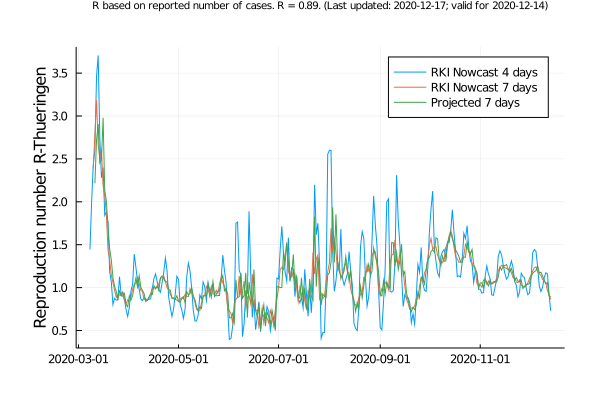 R based on reported number of cases. R = 0.89. (Last updated: 2020-12-17; valid for 2020-12-14)
RKI Nowcast 4 days
RKI Nowcast 7 days
Projected 7 days
Reproduction number R-Thueringen
3.5
3.0
2.5
2.0
1.5
1.0
0.5
2020-03-01 2020-05-01 2020-07-01 2020-09-01 2020-11-01